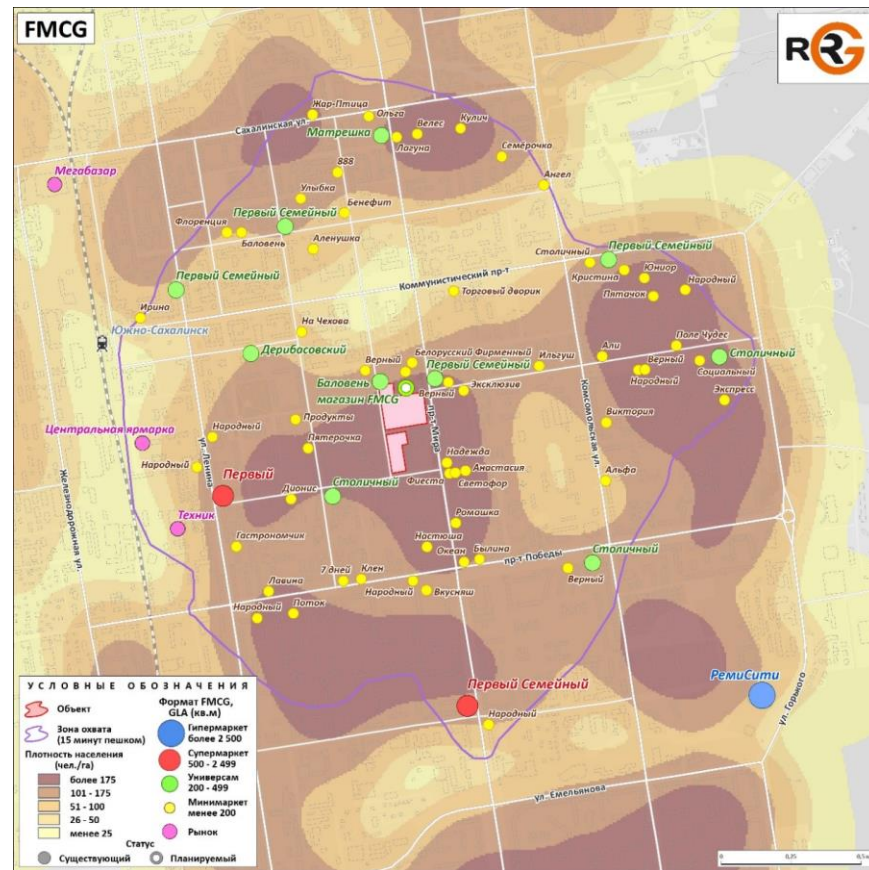 FMCG
RRG
Жар-Птица
Ольга
Велес
Кулич
Сахалинская ул.
Матрешка
Лагуна
Семёрочка
888
Мегабазар
Ангел
Улыбка
Бенефит
Первый Семейный
Флоренция
Баловень
Аленушка
Столичный
Первый Семейный
Кристина
Юниор
Народный
Пятачок
Первый Семейный
Коммунистический пр-т
Торговый дворик
Ирина
Южно-Сахалинск
На Чехова
Поле Чудес
Дерибасовский
Верный
Белорусский Фирменный
Ильгуш
Али
Верный
Столичный
Первый Семейный
Народный
Социальный
Баловень
магазин FMCG
Верный
Эксклюзив
Экспресс
пр-т Мира
Комсомольская ул.
Продукты
Виктория
Центральная ярмарка
ул. Ленина
Народный
Пятерочка
Народный
Надежда
Первый
Анастасия
Фиеста
Светофор
Альфа
Железнодорожная ул.
Дионис
Столичный
Техник
Ромашка
Гастрономчик
Настюша
Океан
Былина
пр-т Победы
Столичный
7 дней
Клен
Верный
Лавина
Народный
Вкусняш
Народный
Поток
Первый Семейный
РемиСити
Народный
ул. Горького
ул. Емельянова
УСЛОВНЫЕ ОБОЗНАЧЕНИЯ
Объект
Зона охвата
(15 минут пешком)
Плотность населения
(чел./га)
более 175
101 - 175
51 - 100
26 - 50
менее 25
Формат FMCG,
GLA (кв.м)
Гипермаркет
более 2 500
Супермаркет
500 - 2 499
Универсам
200 - 499
Минимаркет
менее 200
Рынок
Статус
Существующий
Планируемый
0 0,25 0,5